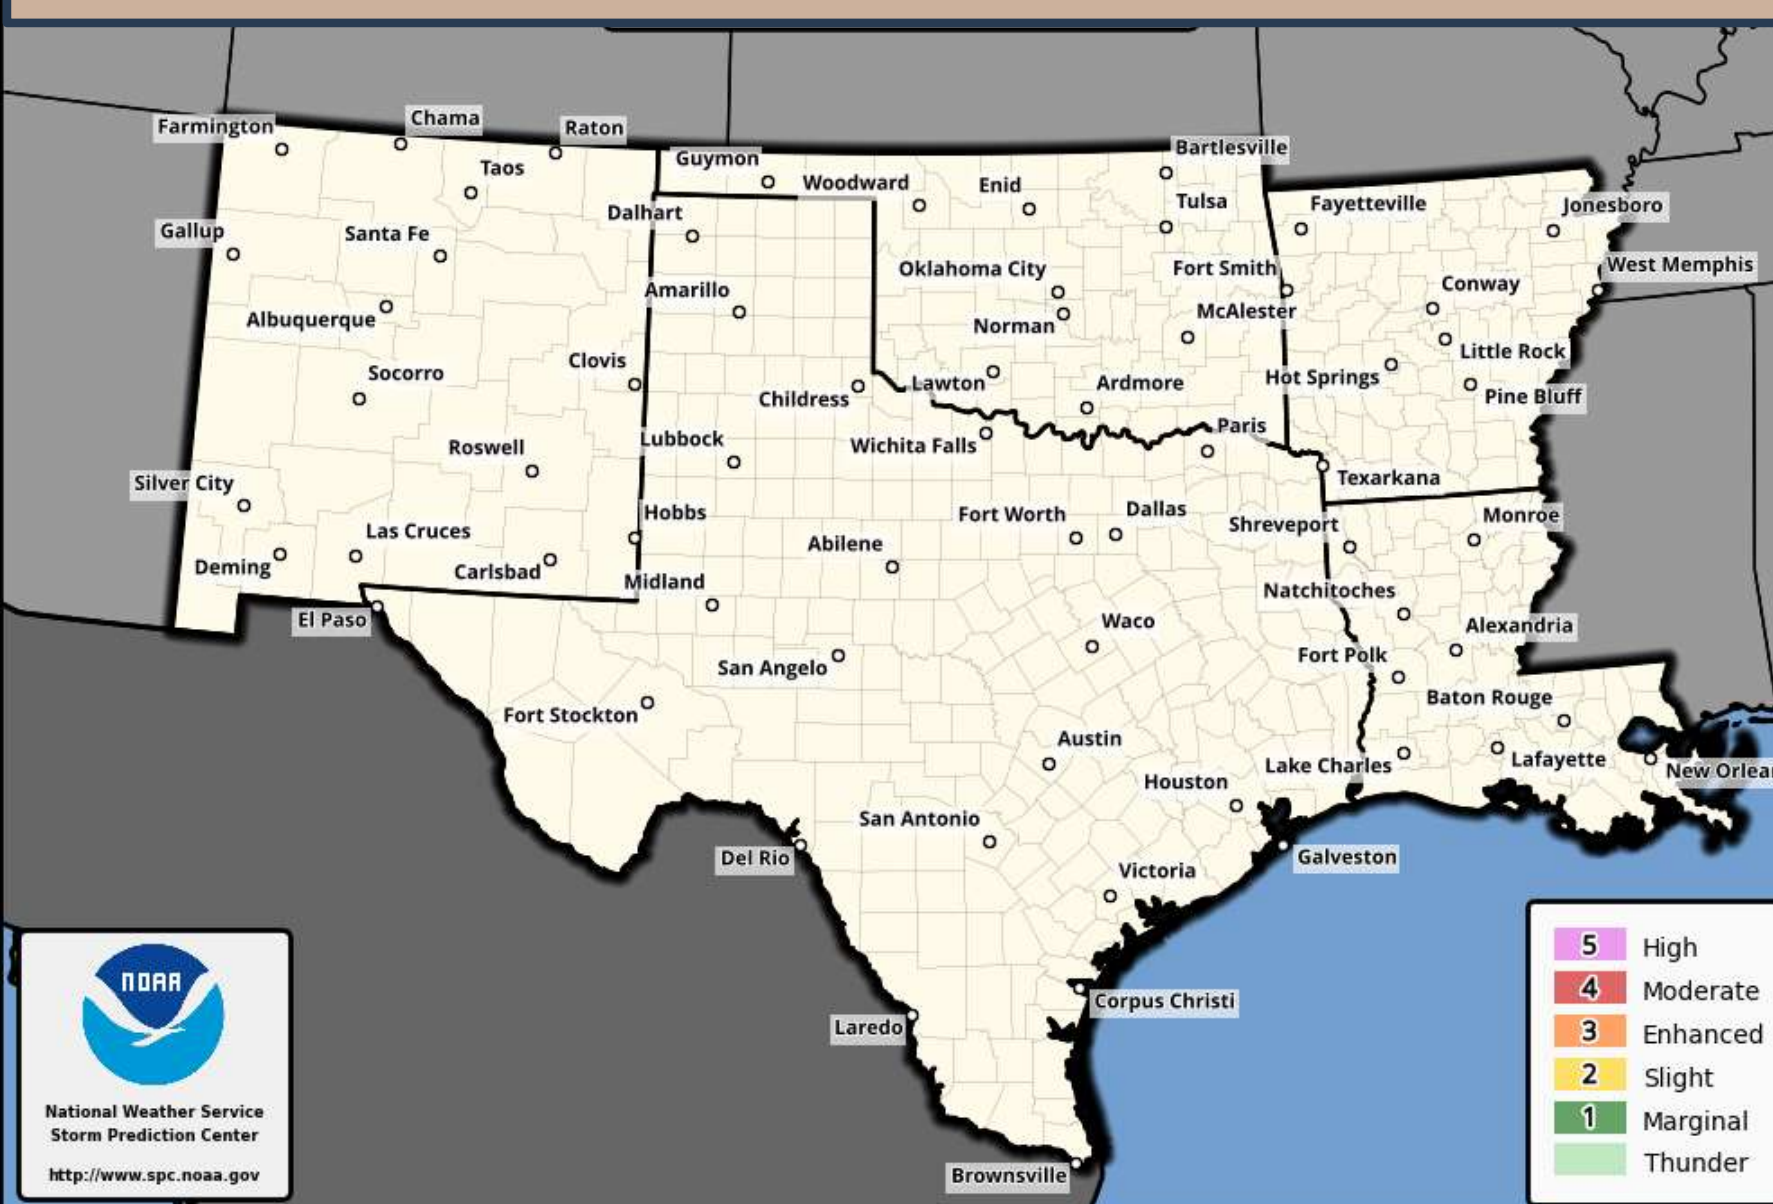 Farmington
Chama
Raton
Taos
Guymon
Woodward
Enid
Bartlesville
Tulsa
Dalhart
Fayetteville
Jonesboro
Gallup
Santa Fe
Oklahoma City
Fort Smith
West Memphis
Amarillo
Conway
Albuquerque
Norman
McAlester
Little Rock
Socorro
Clovis
Childress
Lawton
Ardmore
Hot Springs
Pine Bluff
Roswell
Lubbock
Wichita Falls
Paris
Silver City
Texarkana
Las Cruces
Hobbs
Fort Worth
Dallas
Shreveport
Monroe
Deming
Carlsbad
Midland
Abilene
Natchitoches
El Paso
Waco
Alexandria
San Angelo
Fort Polk
Fort Stockton
Baton Rouge
Austin
Houston
Lake Charles
Lafayette
New Orlea
San Antonio
Del Rio
Galveston
Victoria
Corpus Christi
Laredo
Brownsville
NOAA
National Weather Service
Storm Prediction Center
http://www.spc.noaa.gov
5 High
4 Moderate
3 Enhanced
2 Slight
1 Marginal
Thunder